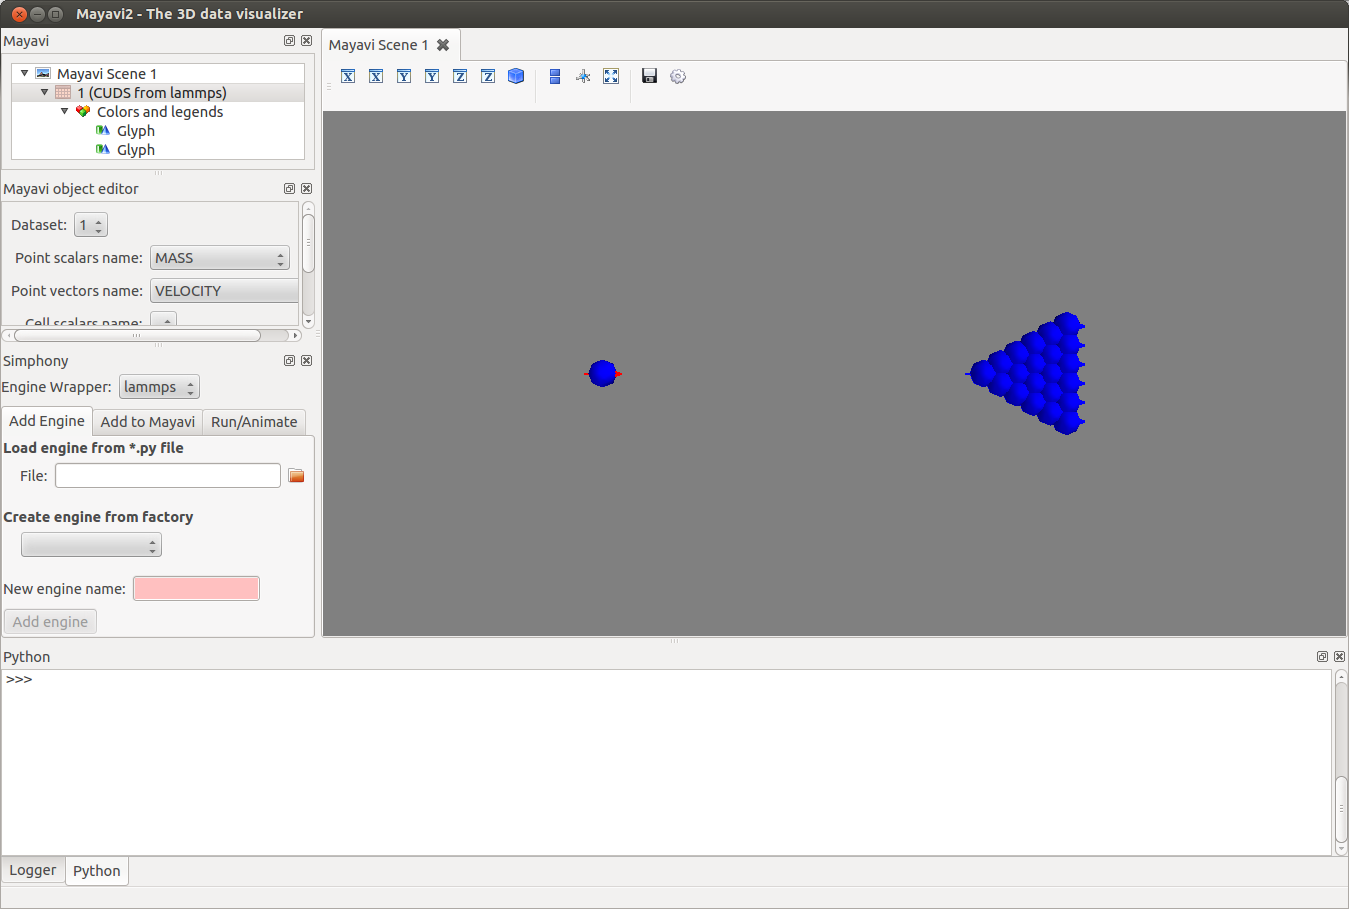 Mayavi2 - The 3D data visualizer
Mayavi
Mayavi Scene 1
1 (CUDS from lammps)
Colors and legends
Glyph
Glyph
Mayavi object editor
Dataset: 1
Point scalars name: MASS
Point vectors name: VELOCITY
Cell scalars name:
Simphony
Engine Wrapper: lammps
Add Engine Add to Mayavi Run/Animate
Load engine from *.py file
File:
Create engine from factory
New engine name:
Add engine
Mayavi Scene 1
X X Y Y Z Z
Python
>>>
Logger Python